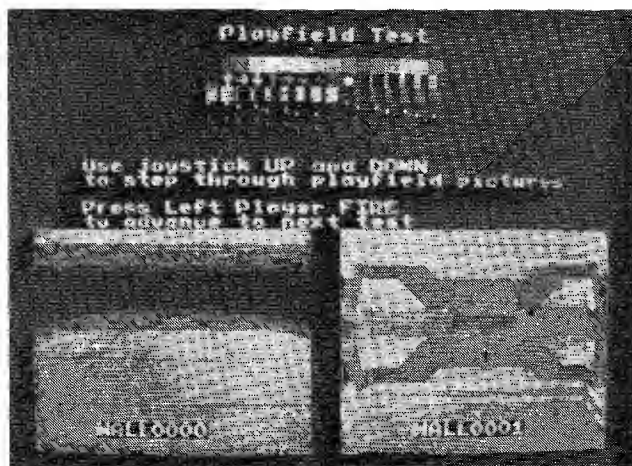 Playfield Test
Use joystick UP and DOWN
to step through playfield pictures
Press Left Player FIRE
to advance to next test
WALL0000
WALL0001